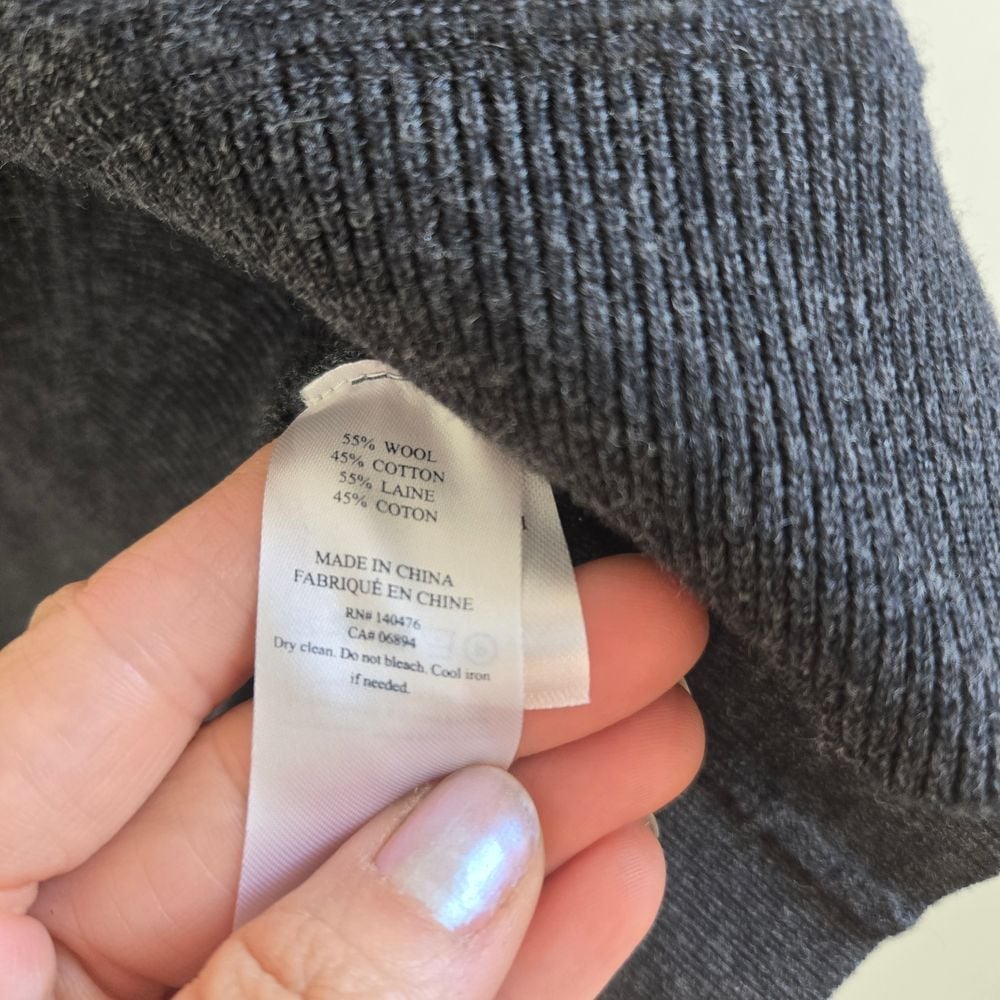 55% WOOL
45% COTTON
55% LAINE
45% COTON
MADE IN CHINA
FABRIQUÉ EN CHINE
RN# 140476
CA# 06894
Dry clean. Do not bleach. Cool iron
if needed.